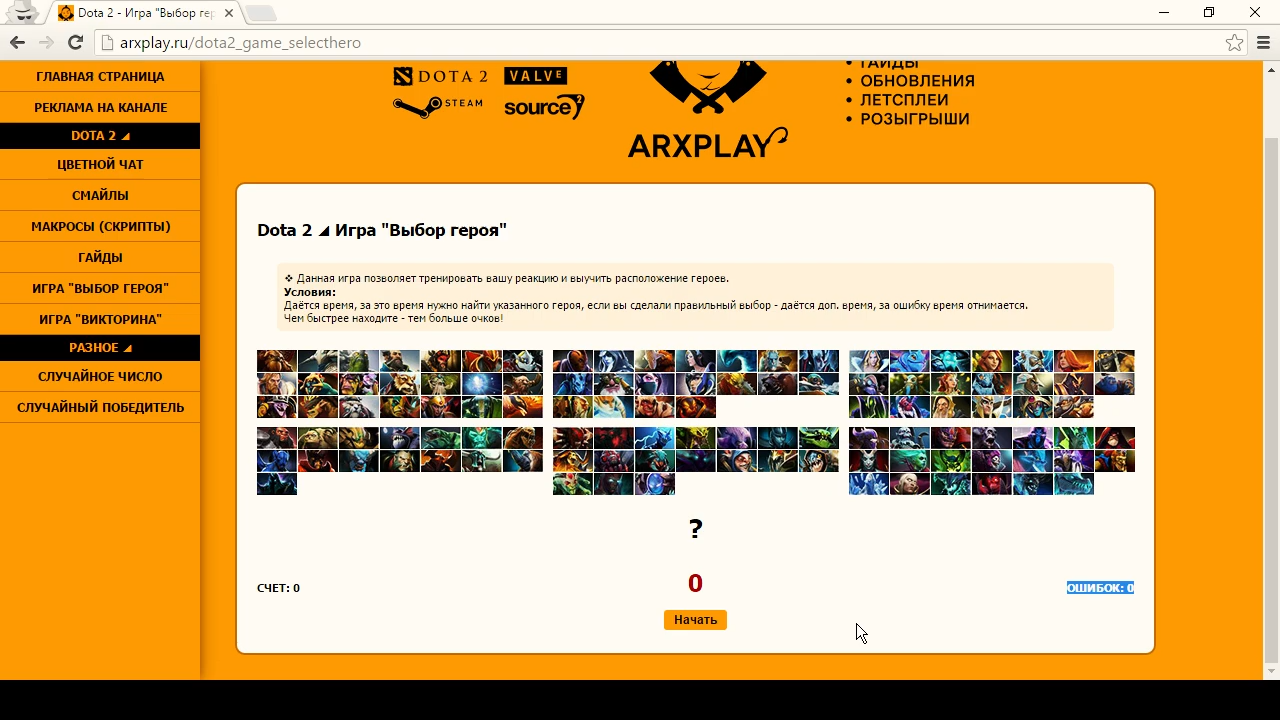 Dota 2 - Игра "Выбор гер
arxplay.ru/dota2_game_selecthero
ГЛАВНАЯ СТРАНИЦА
РЕКЛАМА НА КАНАЛЕ
DOTA 2
ЦВЕТНОЙ ЧАТ
СМАЙЛЫ
МАКРОСЫ (СКРИПТЫ)
ГАЙДЫ
ИГРА "ВЫБОР ГЕРОЯ"
ИГРА "ВИКТОРИНА"
РАЗНОЕ
СЛУЧАЙНОЕ ЧИСЛО
СЛУЧАЙНЫЙ ПОБЕДИТЕЛЬ
DOTA 2 VALVE
STEAM source 2
ARXPLAY
• ГАЙДЫ
• ОБНОВЛЕНИЯ
• ЛЕТСПЛЕИ
• РОЗЫГРЫШИ
Dota 2 ◢ Игра "Выбор героя"
❖ Данная игра позволяет тренировать вашу реакцию и выучить расположение героев.
Условия:
Даётся время, за это время нужно найти указанного героя, если вы сделали правильный выбор - даётся доп. время, за ошибку время отнимается.
Чем быстрее находите - тем больше очков!
?
СЧЕТ: 0
0
ОШИБОК: 0
Начать